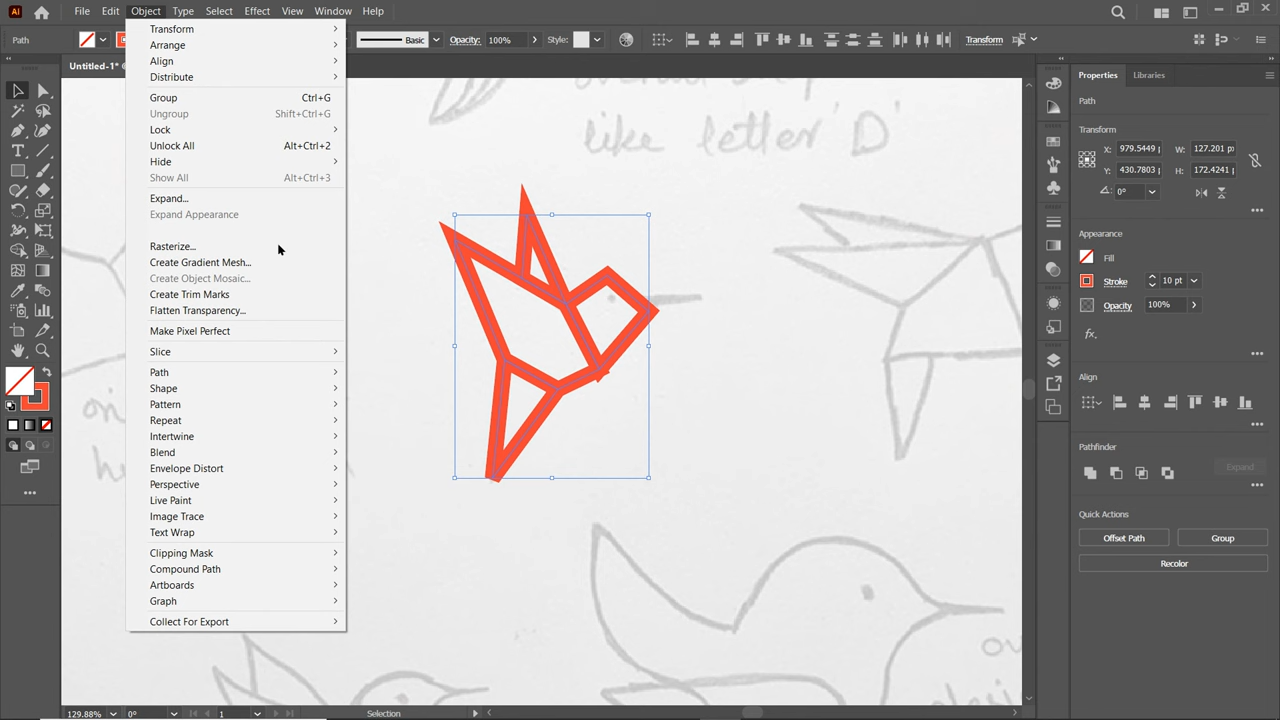 Ai File Edit Object Type Select Effect View Window Help
Path Basic Opacity: 100% Style: Transform
Untitled-1*
Transform
Arrange
Align
Distribute
Group Ctrl+G
Ungroup Shift+Ctrl+G
Lock
Unlock All Alt+Ctrl+2
Hide
Show All Alt+Ctrl+3
Expand...
Expand Appearance
Rasterize...
Create Gradient Mesh...
Create Object Mosaic...
Create Trim Marks
Flatten Transparency...
Make Pixel Perfect
Slice
Path
Shape
Pattern
Repeat
Intertwine
Blend
Envelope Distort
Perspective
Live Paint
Image Trace
Text Wrap
Clipping Mask
Compound Path
Artboards
Graph
Collect For Export
like letter 'D'
Properties Libraries
Path
Transform
X: 979.5449 W: 127.201 px
Y: 430.7803 H: 172.4241
0°
Appearance
Fill
Stroke 10 pt
Opacity 100%
fx.
Align
Pathfinder
Expand
Quick Actions
Offset Path Group
Recolor
129.88% 0° 1 Selection